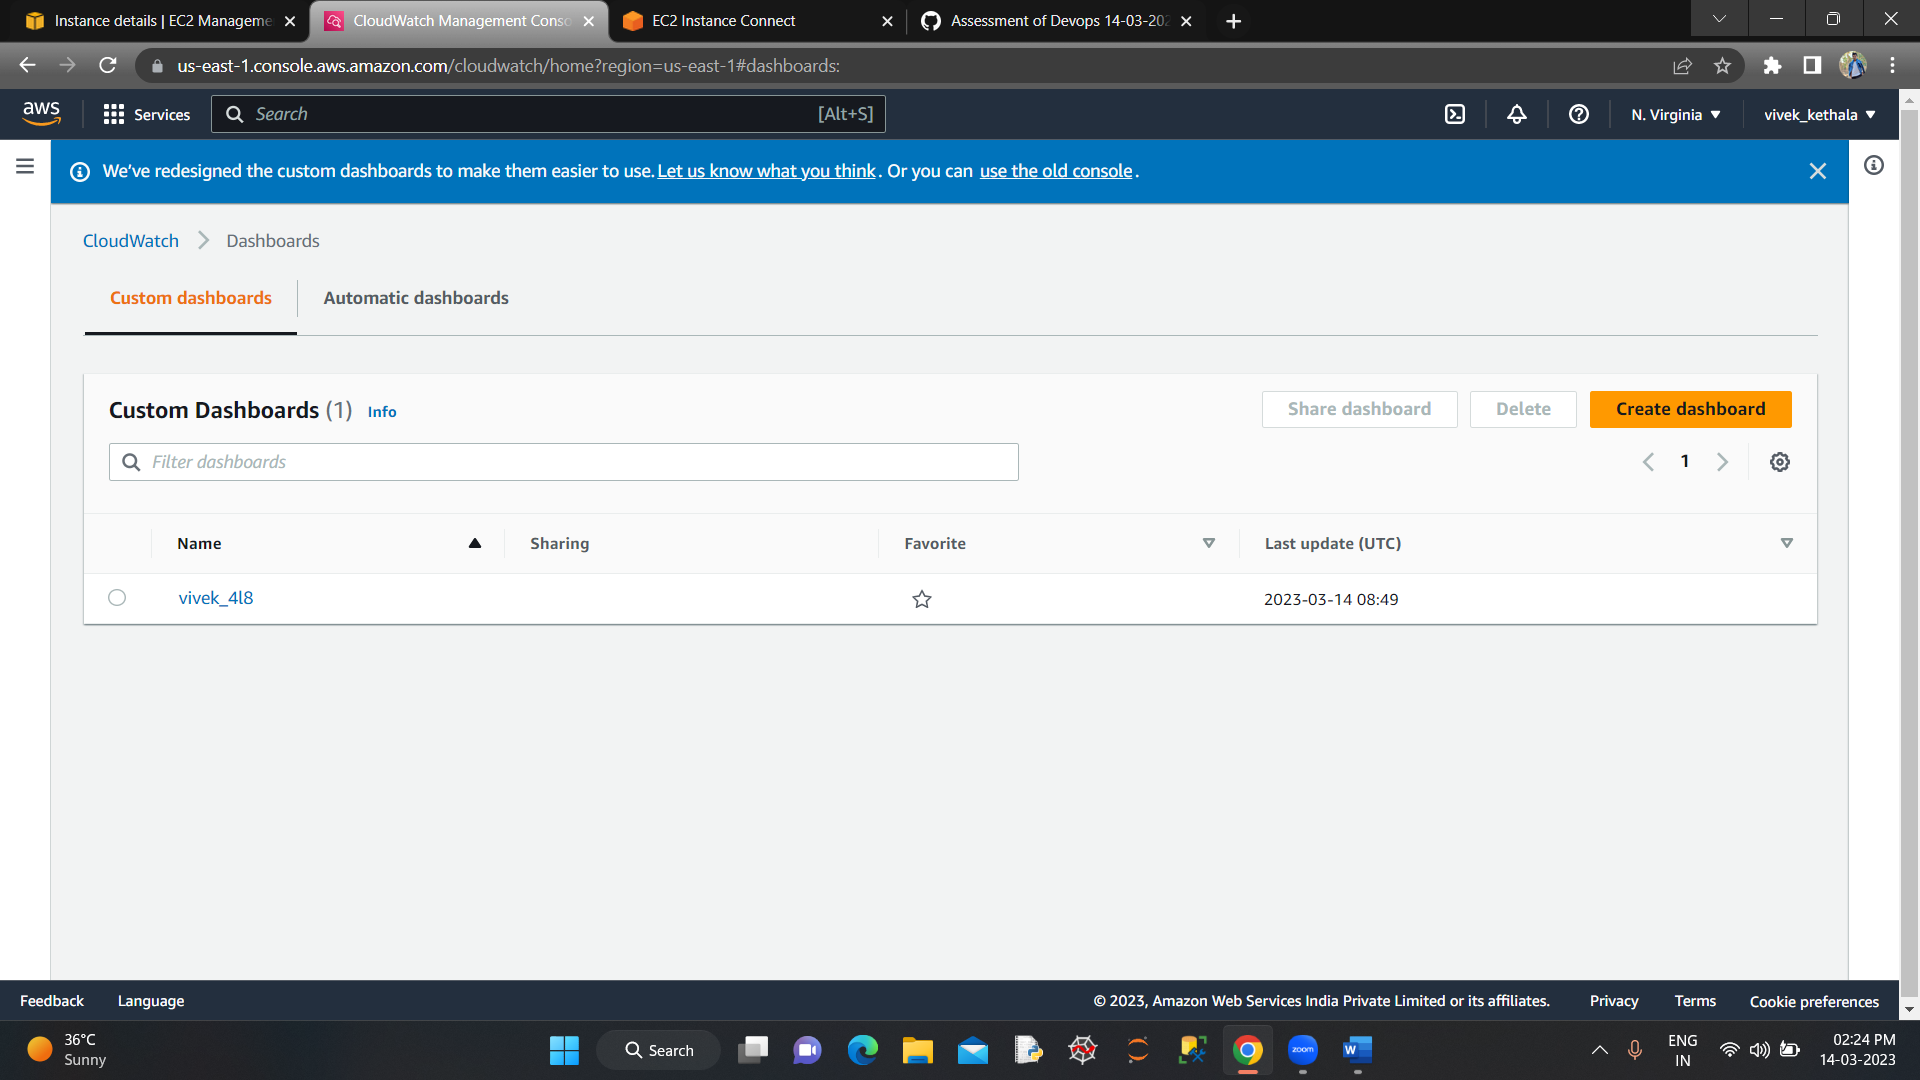 Instance details | EC2 Manageme
CloudWatch Management Conso
EC2 Instance Connect
Assessment of Devops 14-03-202
us-east-1.console.aws.amazon.com/cloudwatch/home?region=us-east-1#dashboards:
aws
Services
Search
[Alt+S]
N. Virginia
vivek_kethala
We've redesigned the custom dashboards to make them easier to use. Let us know what you think. Or you can use the old console.
CloudWatch
Dashboards
Custom dashboards
Automatic dashboards
Custom Dashboards (1) Info
Share dashboard
Delete
Create dashboard
Filter dashboards
1
Name
Sharing
Favorite
Last update (UTC)
vivek_4l8
2023-03-14 08:49
Feedback
Language
© 2023, Amazon Web Services India Private Limited or its affiliates.
Privacy
Terms
Cookie preferences
36°C
Sunny
Search
zoom
W
ENG
IN
02:24 PM
14-03-2023